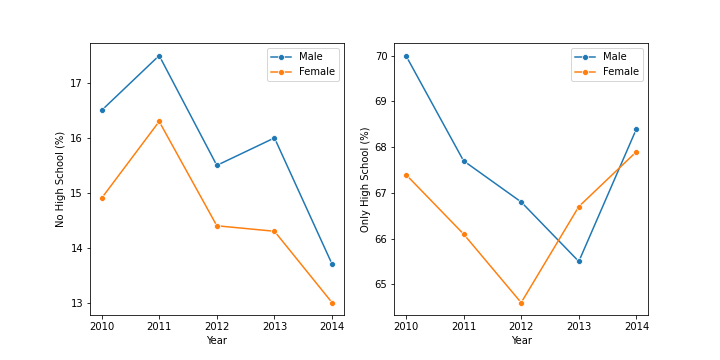 No High School (%)
17
16
15
14
13
2010 2011 2012 2013 2014
Year
Male
Female
Only High School (%)
70
69
68
67
66
65
2010 2011 2012 2013 2014
Year
Male
Female